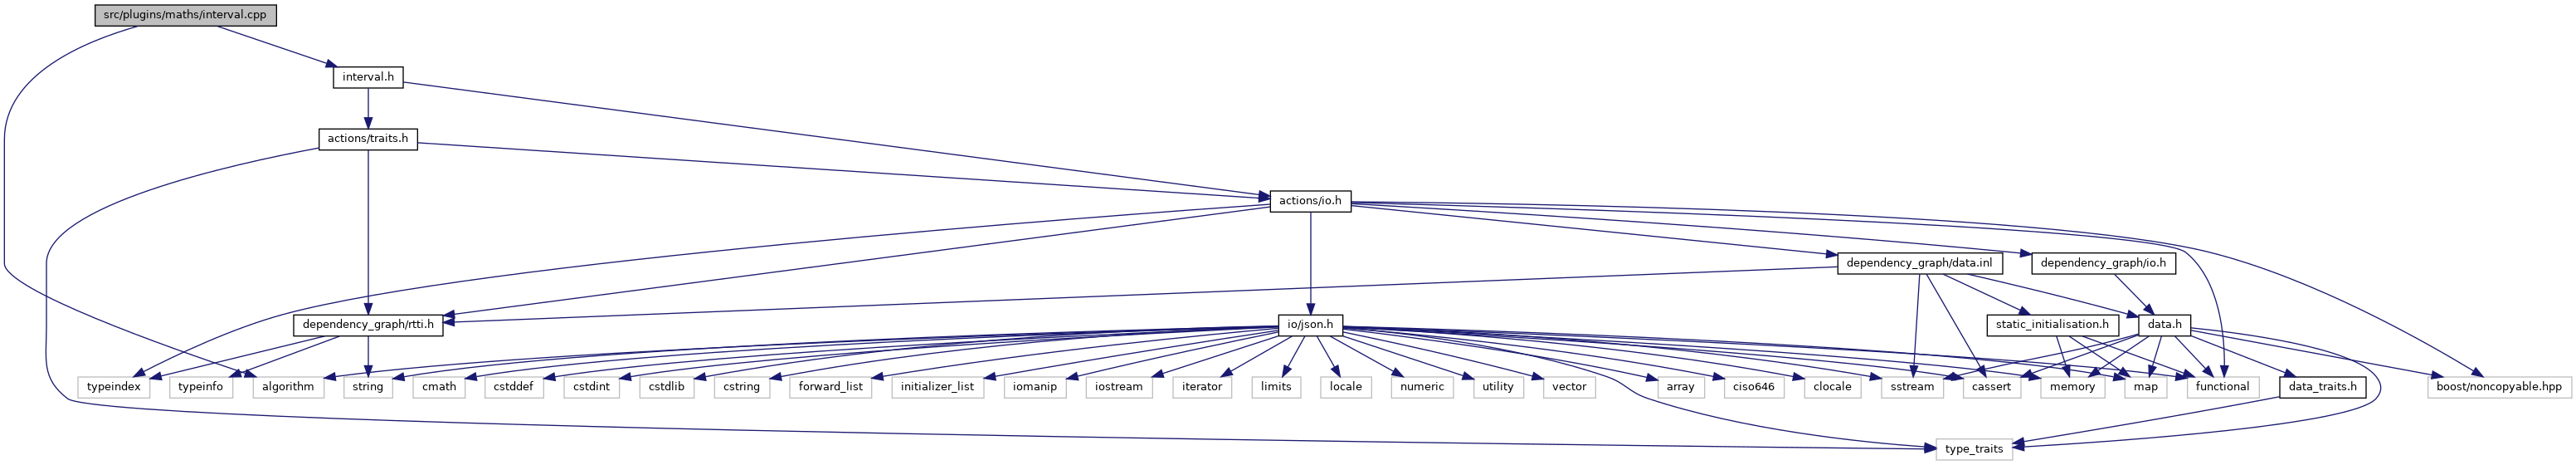 src/plugins/maths/interval.cpp
interval.h
actions/traits.h
actions/io.h
dependency_graph/data.inl
dependency_graph/io.h
dependency_graph/rtti.h
io/json.h
static_initialisation.h
data.h
typeindex
typeinfo
algorithm
string
cmath
cstddef
cstdint
cstdlib
cstring
forward_list
initializer_list
iomanip
iostream
iterator
limits
locale
numeric
utility
vector
array
ciso646
clocale
sstream
cassert
memory
map
functional
data_traits.h
boost/noncopyable.hpp
type_traits